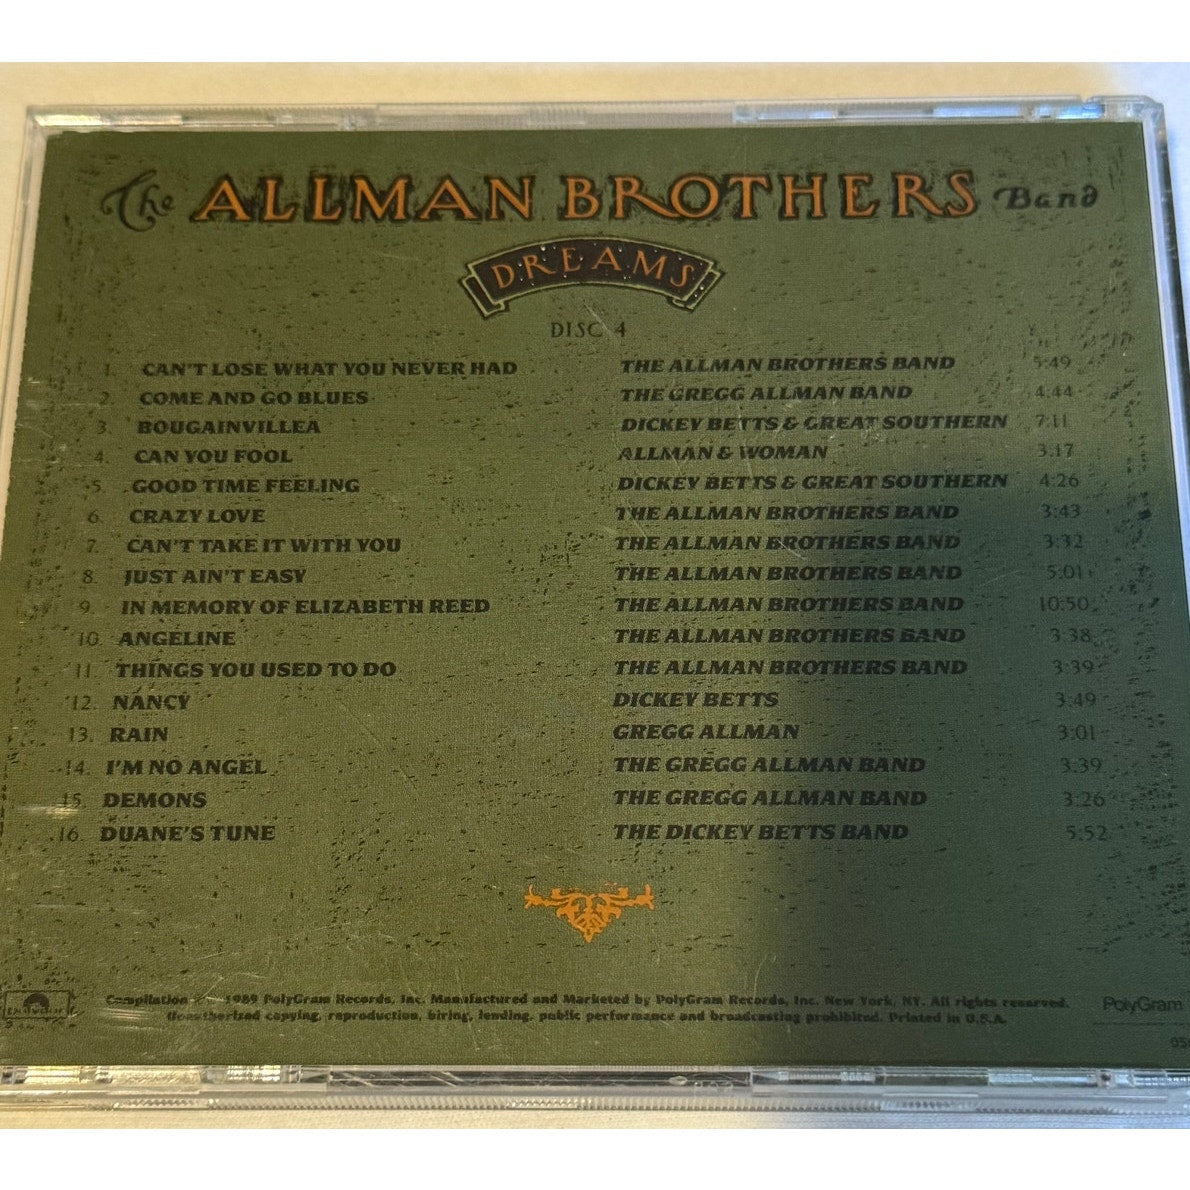 The ALLMAN BROTHERS Band
DREAMS
DISC 4
1. CAN'T LOSE WHAT YOU NEVER HAD THE ALLMAN BROTHERS BAND 5:49
2. COME AND GO BLUES THE GREGG ALLMAN BAND 4:44
3. BOUGAINVILLEA DICKEY BETTS & GREAT SOUTHERN 7:11
4. CAN YOU FOOL ALLMAN & WOMAN 3:17
5. GOOD TIME FEELING DICKEY BETTS & GREAT SOUTHERN 4:26
6. CRAZY LOVE THE ALLMAN BROTHERS BAND 3:43
7. CAN'T TAKE IT WITH YOU THE ALLMAN BROTHERS BAND 3:32
8. JUST AIN'T EASY THE ALLMAN BROTHERS BAND 5:01
9. IN MEMORY OF ELIZABETH REED THE ALLMAN BROTHERS BAND 10:50
10. ANGELINE THE ALLMAN BROTHERS BAND 3:38
11. THINGS YOU USED TO DO THE ALLMAN BROTHERS BAND 3:39
12. NANCY DICKEY BETTS 3:49
13. RAIN GREGG ALLMAN 3:01
14. I'M NO ANGEL THE GREGG ALLMAN BAND 3:39
15. DEMONS THE GREGG ALLMAN BAND 3:26
16. DUANE'S TUNE THE DICKEY BETTS BAND 5:52
Compilation 1989 PolyGram Records, Inc. Manufactured and Marketed by PolyGram Records, Inc. New York, NY. All rights reserved.
Unauthorized copying, reproduction, hiring, lending, public performance and broadcasting prohibited. Printed in U.S.A.
PolyGram